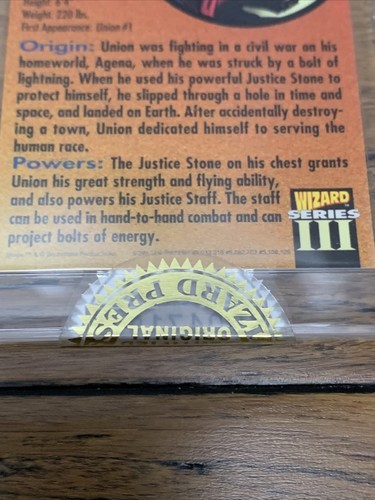 Height: 6'4"
Weight: 220 lbs.
First Appearance: Union #1
Origin: Union was fighting in a civil war on his
homeworld, Agena, when he was struck by a bolt of
lightning. When he used his powerful Justice Stone to
protect himself, he slipped through a hole in time and
space, and landed on Earth. After accidentally destroy-
ing a town, Union dedicated himself to serving the
human race.
Powers: The Justice Stone on his chest grants
Union his great strength and flying ability,
and also powers his Justice Staff. The staff
can be used in hand-to-hand combat and can
project bolts of energy.
WIZARD
SERIES
III
WIZARD PRESS
ORIGINAL